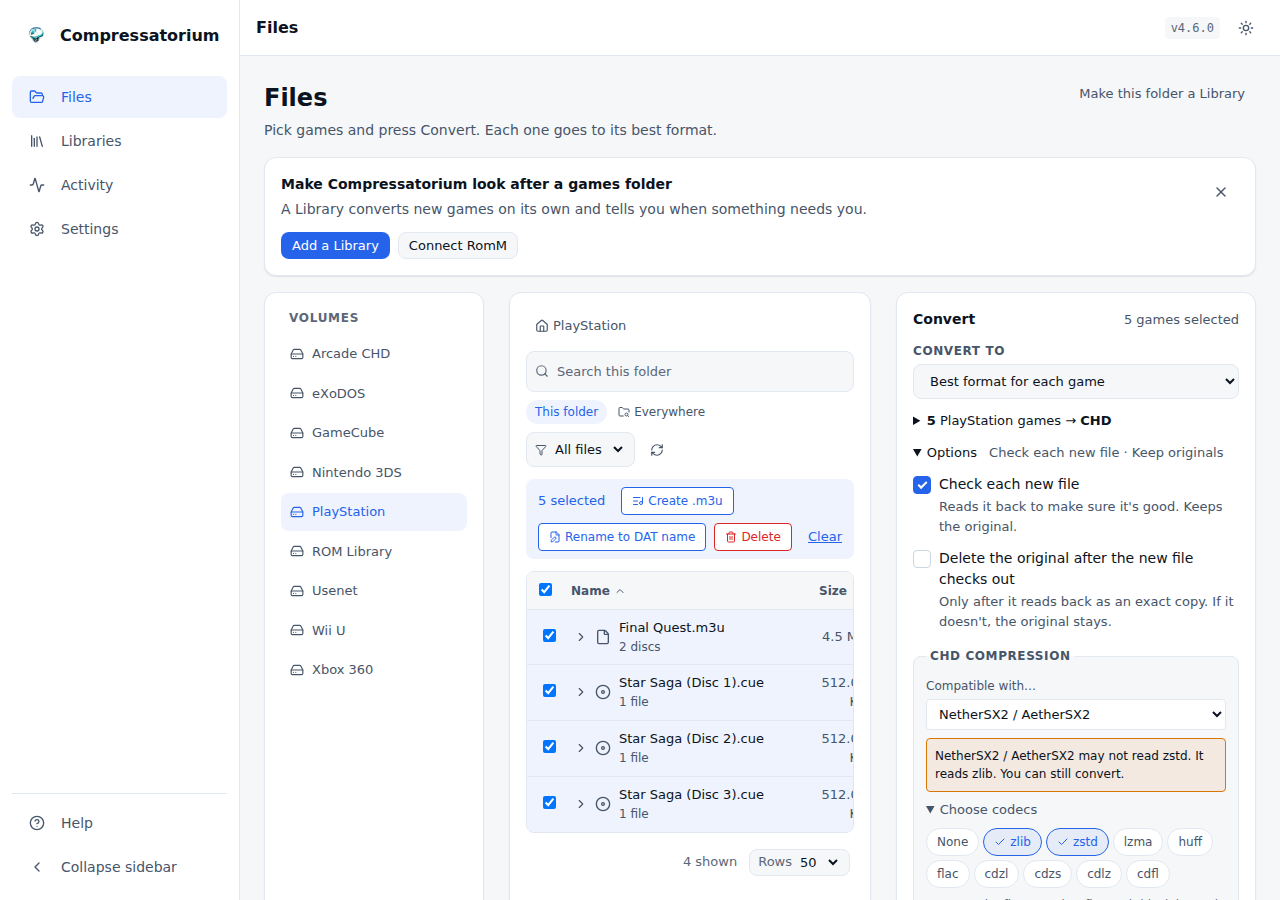 Compressatorium
Files
v4.6.0
Files
Libraries
Activity
Settings
Help
Collapse sidebar
Files
Make this folder a Library
Pick games and press Convert. Each one goes to its best format.
Make Compressatorium look after a games folder
A Library converts new games on its own and tells you when something needs you.
Add a Library
Connect RomM
VOLUMES
Arcade CHD
eXoDOS
GameCube
Nintendo 3DS
PlayStation
ROM Library
Usenet
Wii U
Xbox 360
PlayStation
Search this folder
This folder
Everywhere
All files
5 selected
Create .m3u
Rename to DAT name
Delete
Clear
Name
Size
Final Quest.m3u
4.5 M
2 discs
Star Saga (Disc 1).cue
1 file
Star Saga (Disc 2).cue
1 file
Star Saga (Disc 3).cue
1 file
4 shown
Rows 50
Convert
5 games selected
CONVERT TO
Best format for each game
5 PlayStation games → CHD
Options Check each new file · Keep originals
Check each new file
Reads it back to make sure it's good. Keeps
the original.
Delete the original after the new file
checks out
Only after it reads back as an exact copy. If it
doesn't, the original stays.
CHD COMPRESSION
Compatible with...
NetherSX2 / AetherSX2
NetherSX2 / AetherSX2 may not read zstd. It
reads zlib. You can still convert.
Choose codecs
None
zlib
zstd
lzma
huff
flac
cdzl
cdzs
cdlz
cdfl